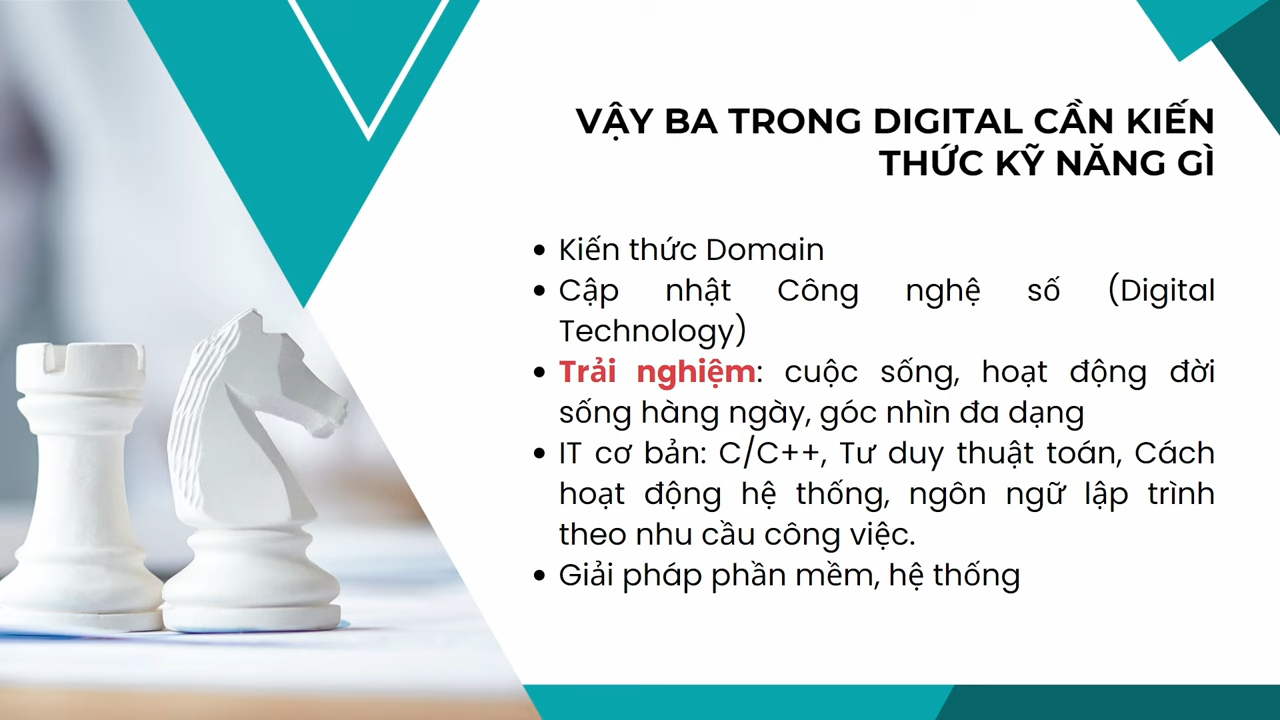 VẬY BA TRONG DIGITAL CẦN KIẾN
THỨC KỸ NĂNG GÌ
• Kiến thức Domain
• Cập nhật Công nghệ số (Digital
Technology)
• Trải nghiệm: cuộc sống, hoạt động đời
sống hàng ngày, góc nhìn đa dạng
• IT cơ bản: C/C++, Tư duy thuật toán, Cách
hoạt động hệ thống, ngôn ngữ lập trình
theo nhu cầu công việc.
• Giải pháp phần mềm, hệ thống